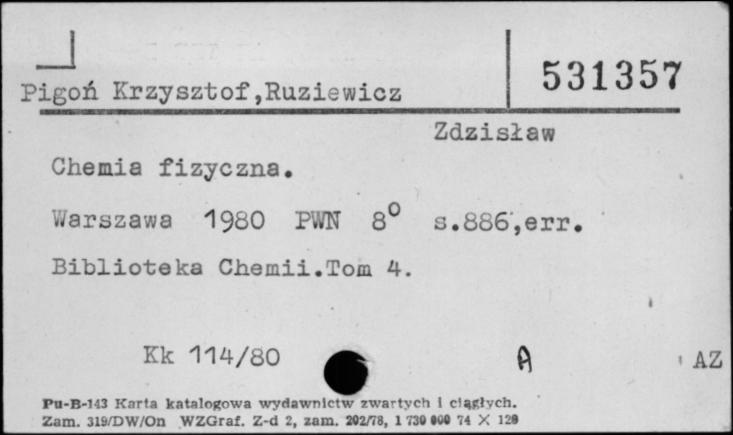 531357
Pigoń Krzysztof,Ruziewicz
Zdzisław
Chemia fizyczna.
Warszawa 1980 PWN 8° s.886,err.
Biblioteka Chemii.Tom 4.
Kk 114/80 A AZ
Pu-B-143 Karta katalogowa wydawnictw zwartych i ciągłych.
Zam. 319/DW/On WZGraf. Z-d 2, zam. 202/78, 1 730 000 74 X 120